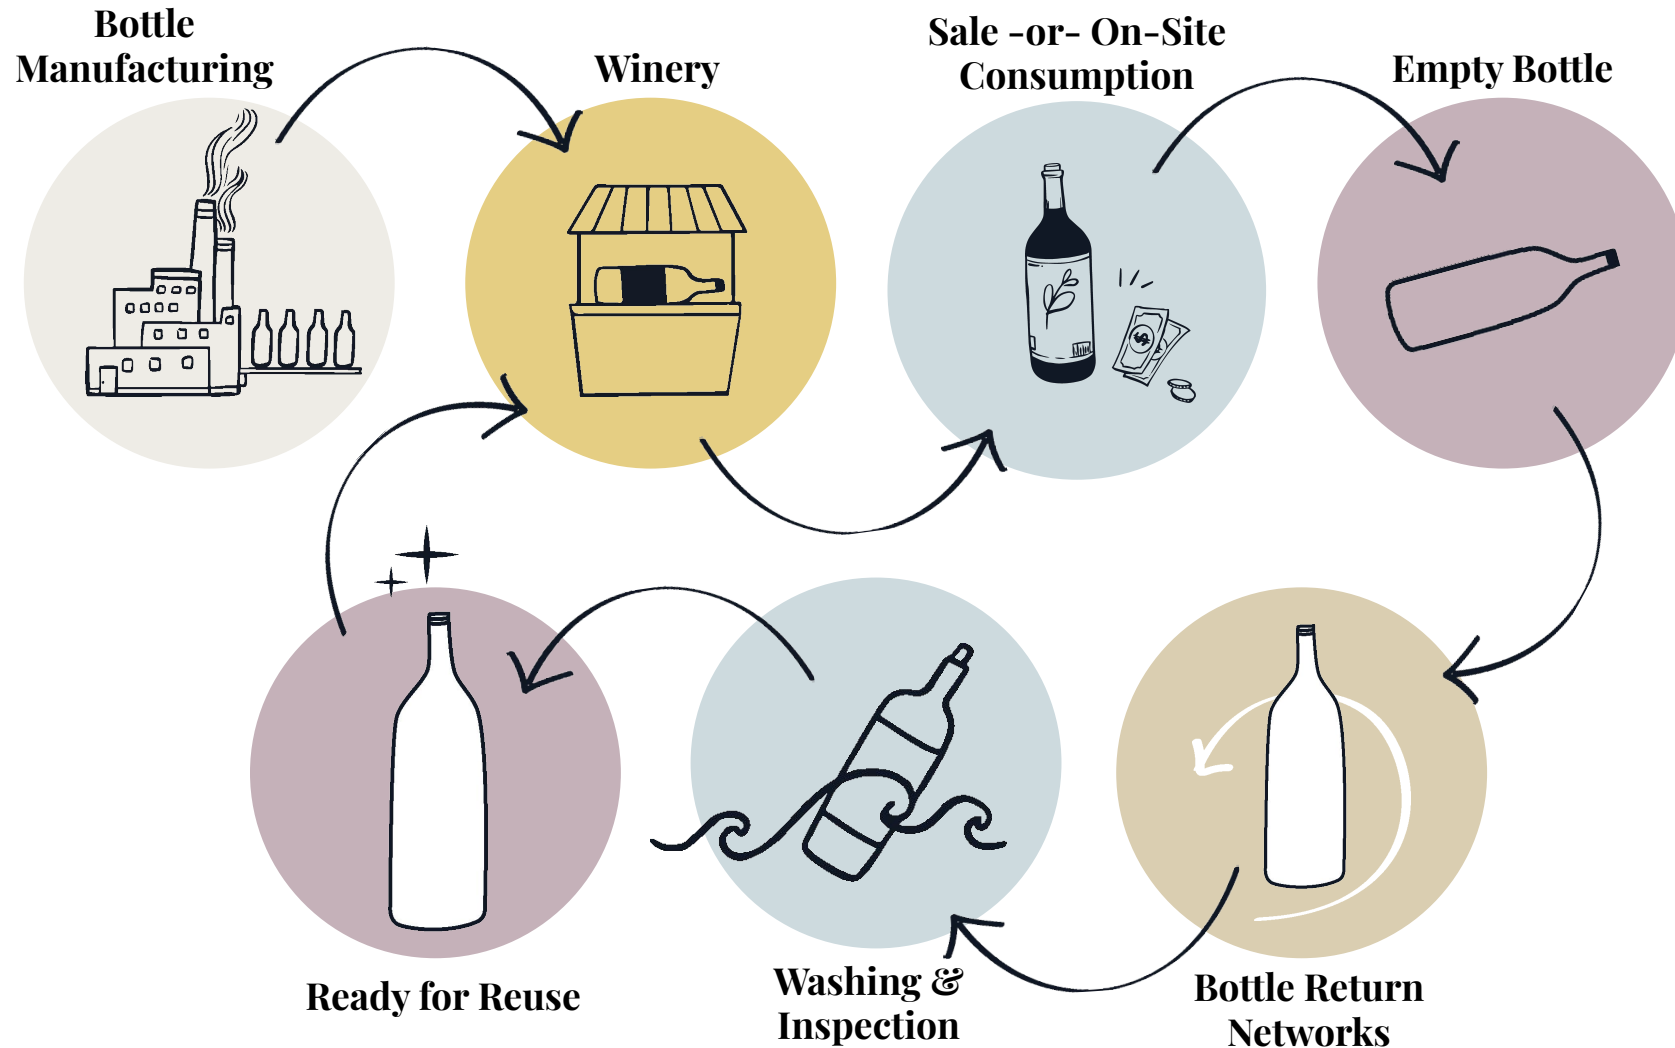 Bottle
Manufacturing
Winery
Sale -or- On-Site
Consumption
Empty Bottle
Ready for Reuse
Washing &
Inspection
Bottle Return
Networks